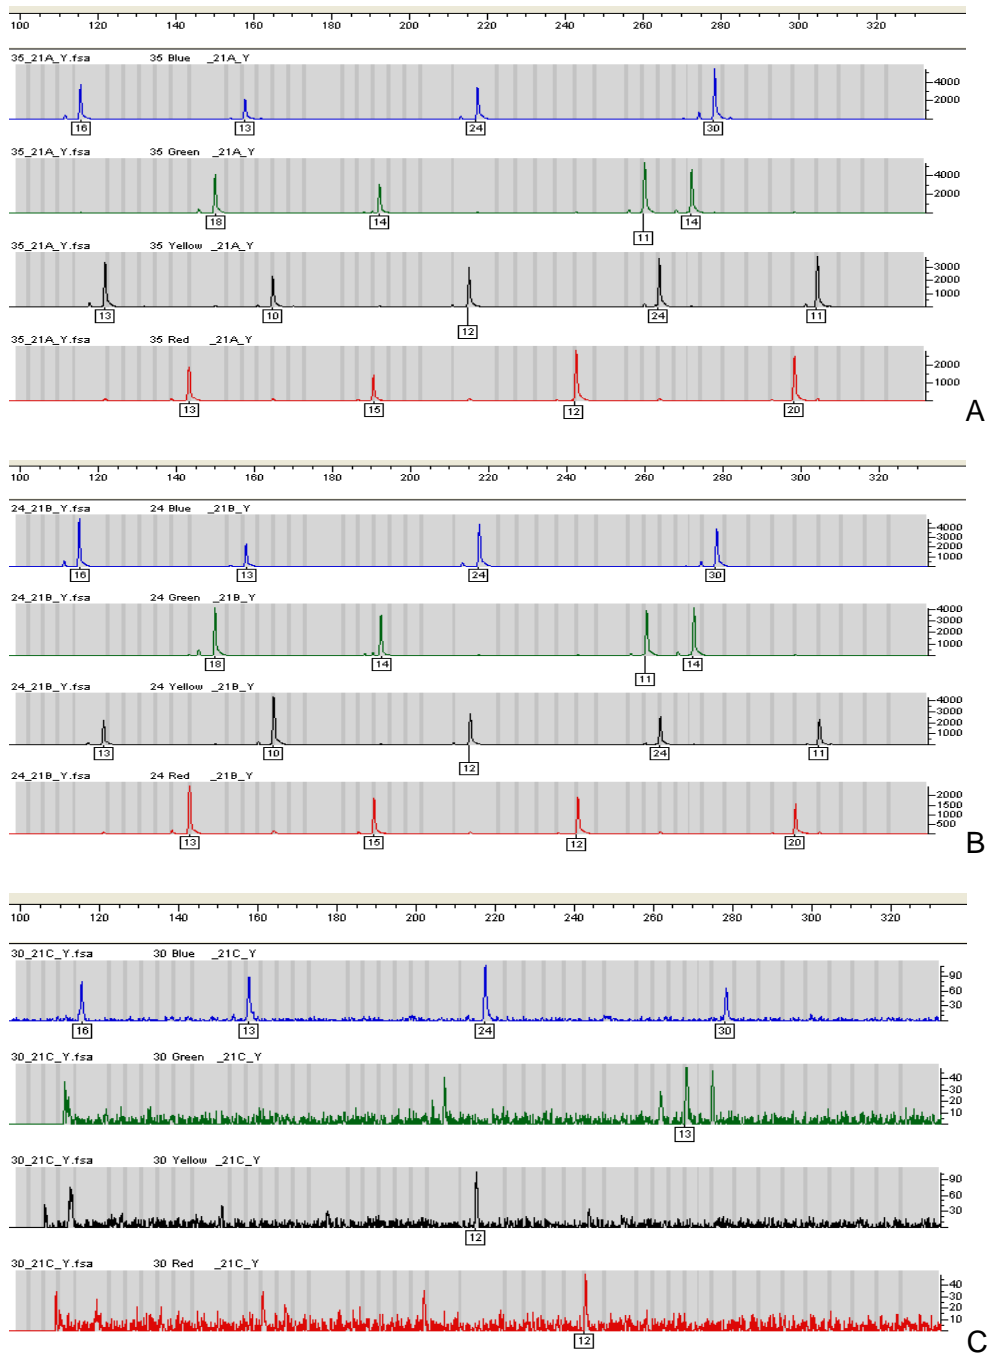 100 120 140 160 180 200 220 240 260 280 300 320
35_21A_Y.fsa 35 Blue _21A_Y
4000
2000
16 13 24 30
35_21A_Y.fsa 35 Green _21A_Y
4000
2000
18 14 11 14
35_21A_Y.fsa 35 Yellow _21A_Y
3000
2000
1000
13 10 12 24 11
35_21A_Y.fsa 35 Red _21A_Y
2000
1000
13 15 12 20
A
100 120 140 160 180 200 220 240 260 280 300 320
24_21B_Y.fsa 24 Blue _21B_Y
4000
3000
2000
1000
16 13 24 30
24_21B_Y.fsa 24 Green _21B_Y
4000
3000
2000
1000
18 14 11 14
24_21B_Y.fsa 24 Yellow _21B_Y
4000
3000
2000
1000
13 10 12 24 11
24_21B_Y.fsa 24 Red _21B_Y
2000
1500
1000
500
13 15 12 20
B
100 120 140 160 180 200 220 240 260 280 300 320
30_21C_Y.fsa 30 Blue _21C_Y
90
60
30
16 13 24 30
30_21C_Y.fsa 30 Green _21C_Y
40
30
20
10
13
30_21C_Y.fsa 30 Yellow _21C_Y
90
60
30
12
30_21C_Y.fsa 30 Red _21C_Y
40
30
20
10
12
C